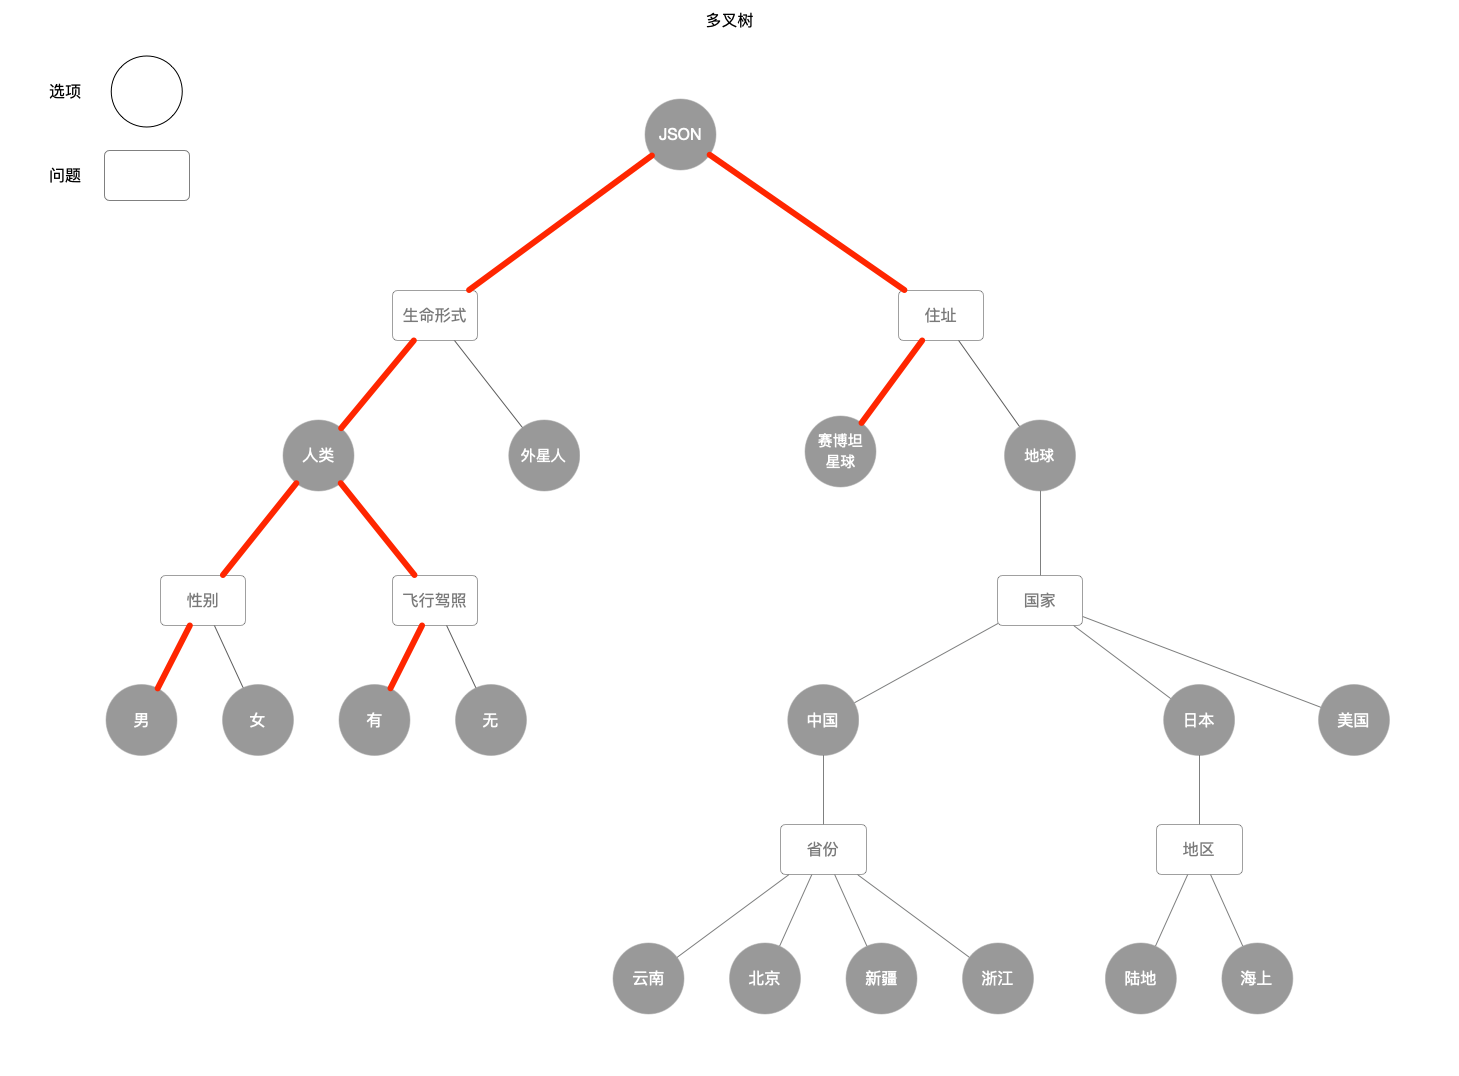 多叉树
选项
问题
JSON
生命形式
住址
人类
外星人
赛博坦
星球
地球
性别
飞行驾照
国家
男
女
有
无
中国
日本
美国
省份
地区
云南
北京
新疆
浙江
陆地
海上